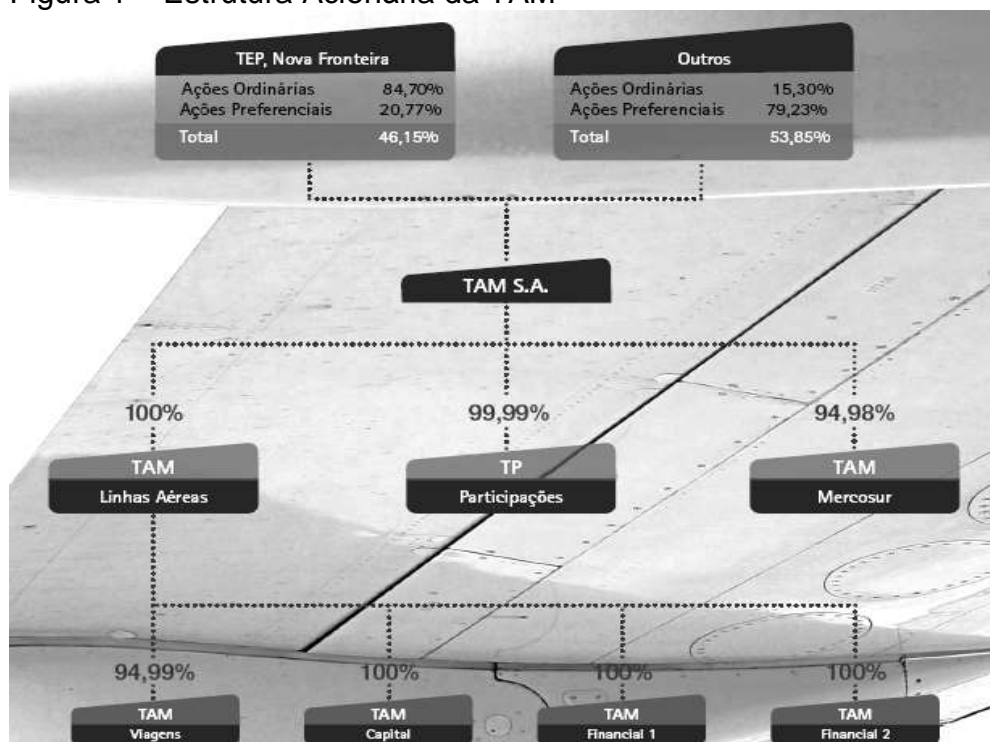 Figura 1 – Estrutura Acionária da TAM
TEP, Nova Fronteira
Ações Ordinárias 84,70%
Ações Preferenciais 20,77%
Total 46,15%
Outros
Ações Ordinárias 15,30%
Ações Preferenciais 79,23%
Total 53,85%
TAM S.A.
100%
99,99%
94,98%
TAM
Linhas Aéreas
TP
Participações
TAM
Mercosur
94,99%
100%
100%
100%
TAM
Viagens
TAM
Capital
TAM
Financial 1
TAM
Financial 2